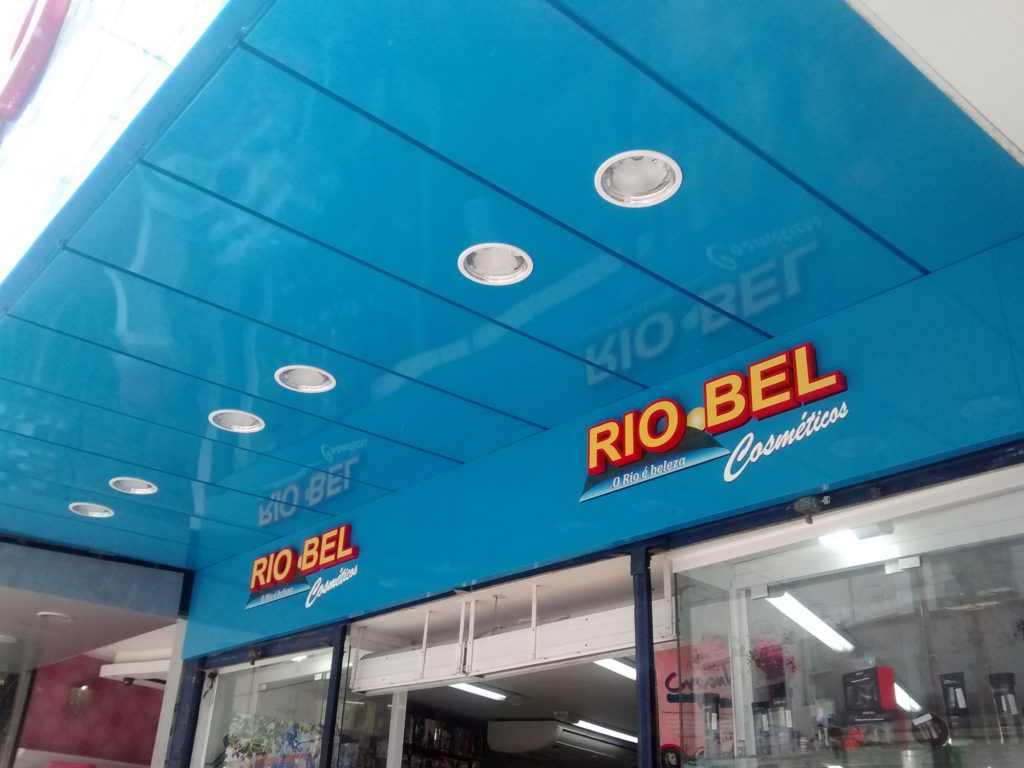 RIO BEL
O Rio é beleza
Cosméticos
RIO BEL
O Rio é beleza
Cosméticos